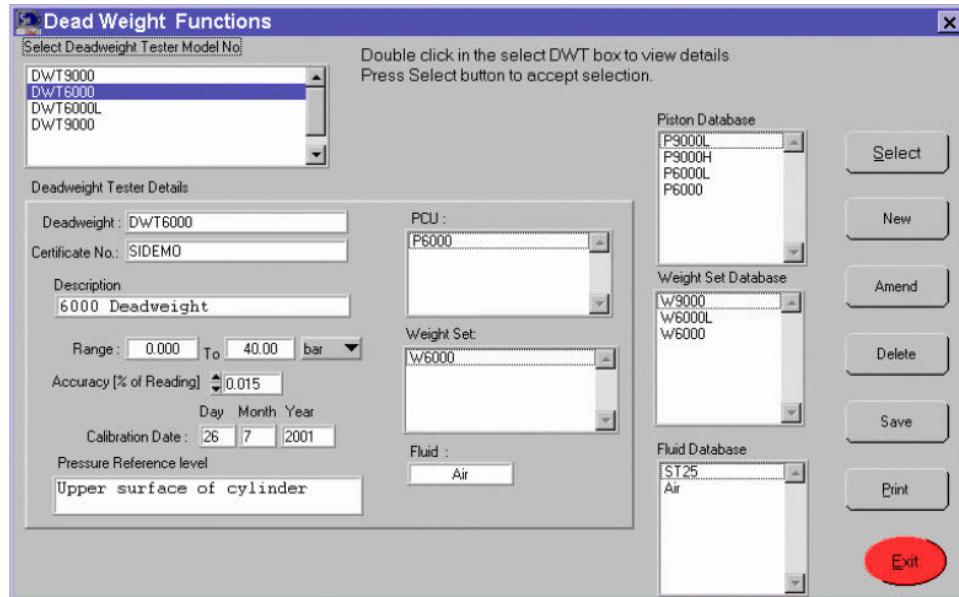 Dead Weight Functions
Select Deadweight Tester Model No
Double click in the select DWT box to view details
Press Select button to accept selection.
DWT9000
DWT6000
DWT6000L
DWT9000
Deadweight Tester Details
Deadweight : DWT6000
Certificate No.: SIDEMO
Description
6000 Deadweight
Range : 0.000 To 40.00 bar
Accuracy [% of Reading] 0.015
Day Month Year
Calibration Date : 26 7 2001
Pressure Reference level
Upper surface of cylinder
PCU :
P6000
Weight Set:
W6000
Fluid :
Air
Piston Database
P9000L
P9000H
P6000L
P6000
Weight Set Database
W9000
W6000L
W6000
Fluid Database
ST25
Air
Select
New
Amend
Delete
Save
Print
Exit